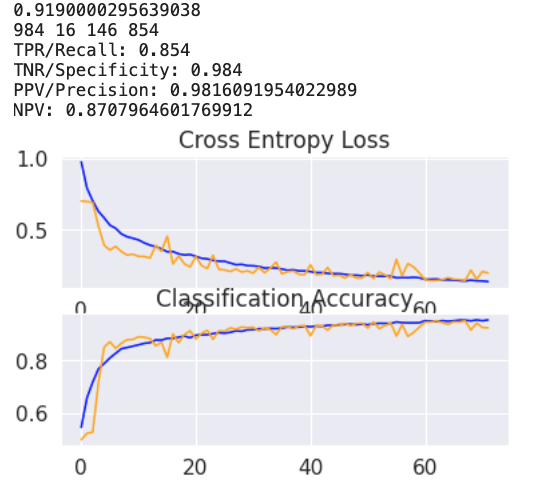 0.9190000295639038
984 16 146 854
TPR/Recall: 0.854
TNR/Specificity: 0.984
PPV/Precision: 0.9816091954022989
NPV: 0.8707964601769912
Cross Entropy Loss
1.0
0.5
0 20 40 60
Classification Accuracy
0.8
0.6
0 20 40 60